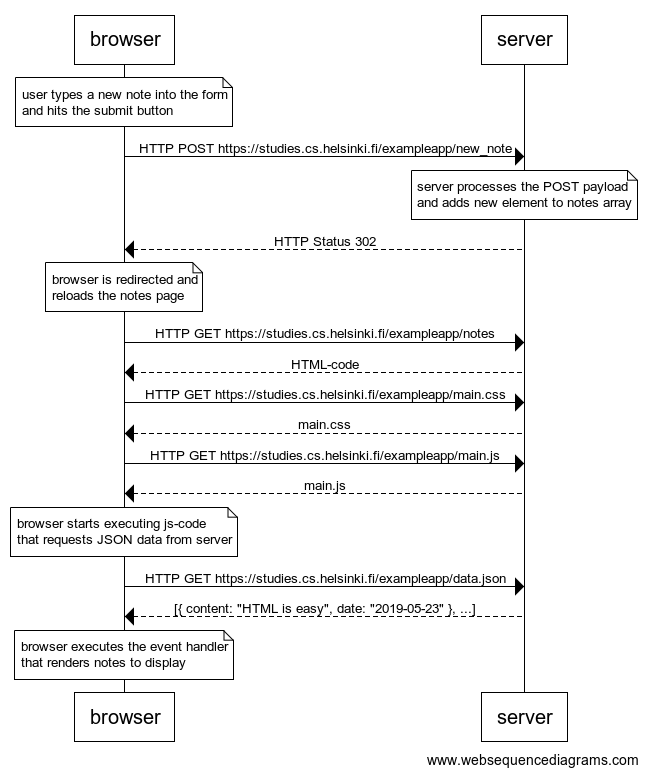 browser
server
user types a new note into the form
and hits the submit button
HTTP POST https://studies.cs.helsinki.fi/exampleapp/new_note
server processes the POST payload
and adds new element to notes array
HTTP Status 302
browser is redirected and
reloads the notes page
HTTP GET https://studies.cs.helsinki.fi/exampleapp/notes
HTML-code
HTTP GET https://studies.cs.helsinki.fi/exampleapp/main.css
main.css
HTTP GET https://studies.cs.helsinki.fi/exampleapp/main.js
main.js
browser starts executing js-code
that requests JSON data from server
HTTP GET https://studies.cs.helsinki.fi/exampleapp/data.json
[{ content: "HTML is easy", date: "2019-05-23" }, ...]
browser executes the event handler
that renders notes to display
browser
server
www.websequencediagrams.com